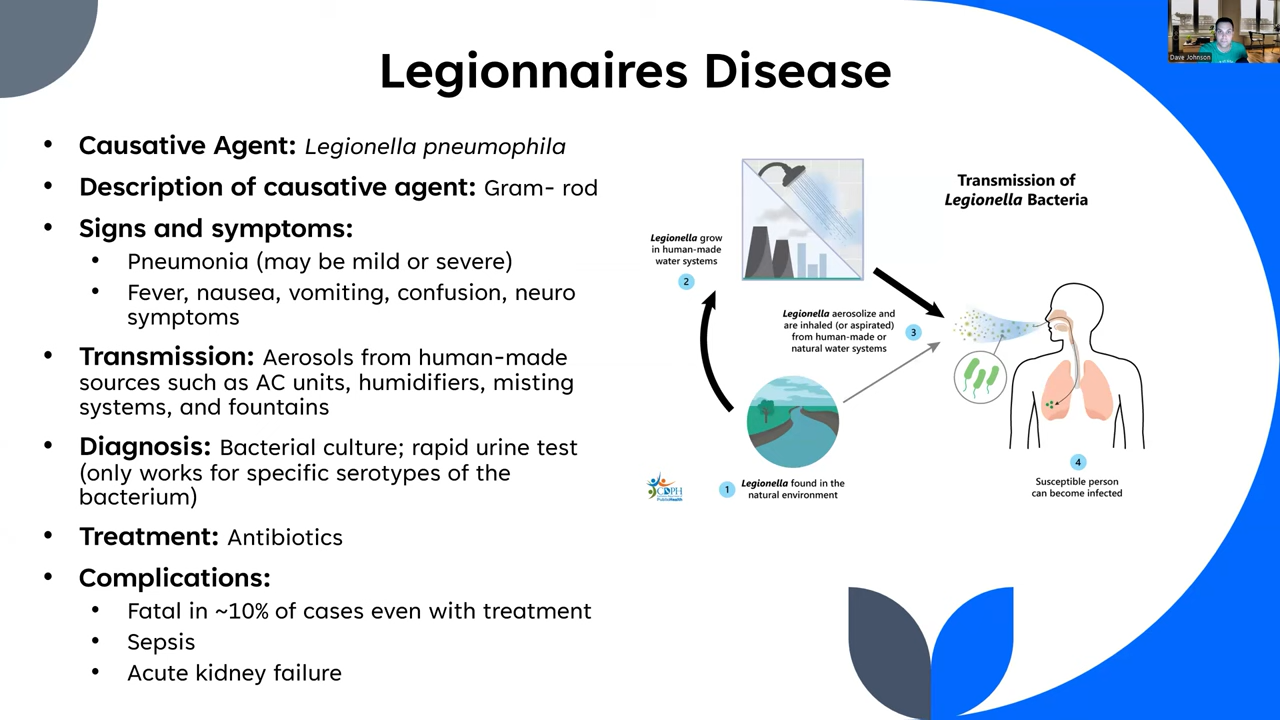 Legionnaires Disease
• Causative Agent: Legionella pneumophila
• Description of causative agent: Gram- rod
• Signs and symptoms:
• Pneumonia (may be mild or severe)
• Fever, nausea, vomiting, confusion, neuro
symptoms
• Transmission: Aerosols from human-made
sources such as AC units, humidifiers, misting
systems, and fountains
• Diagnosis: Bacterial culture; rapid urine test
(only works for specific serotypes of the
bacterium)
• Treatment: Antibiotics
• Complications:
• Fatal in ~10% of cases even with treatment
• Sepsis
• Acute kidney failure
Transmission of
Legionella Bacteria
Legionella grow
in human-made
water systems
2
Legionella aerosolize and
are inhaled (or aspirated)
from human-made or
natural water systems
3
1
Legionella found in the
natural environment
4
Susceptible person
can become infected
CDPH
PublicHealth
Dave Johnson